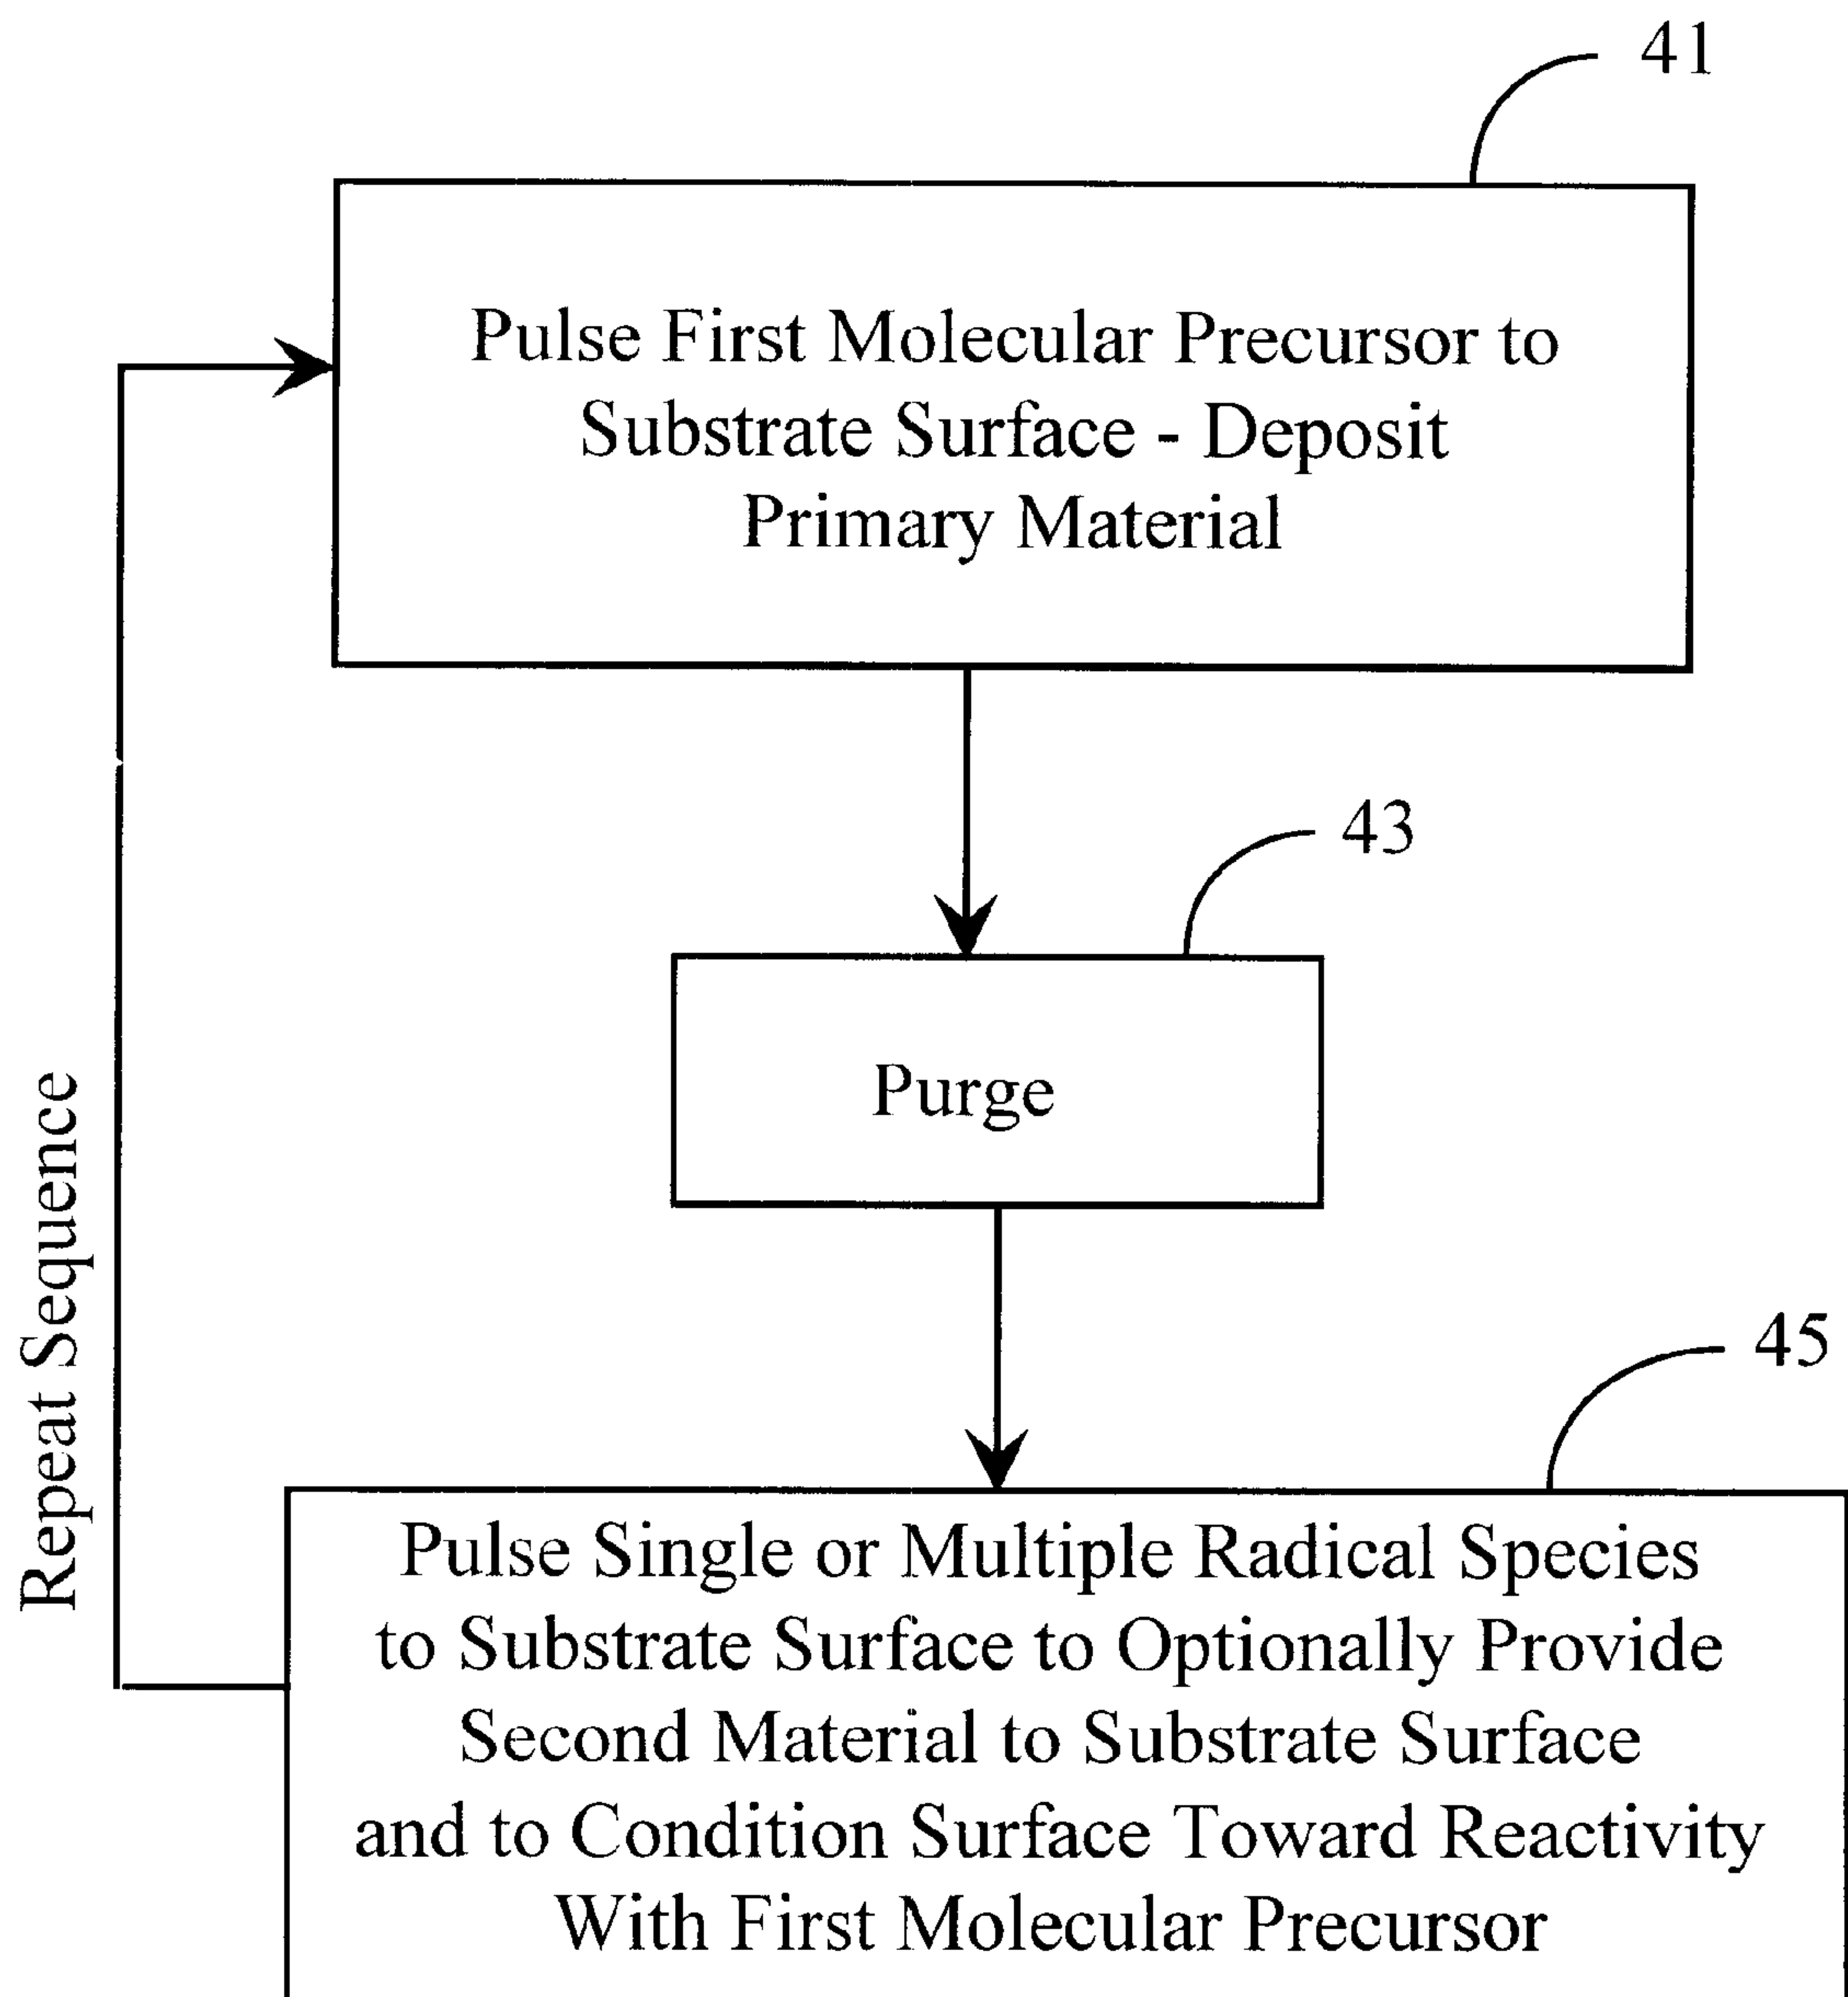 41
Pulse First Molecular Precursor to
Substrate Surface - Deposit
Primary Material
43
Purge
45
Pulse Single or Multiple Radical Species
to Substrate Surface to Optionally Provide
Second Material to Substrate Surface
and to Condition Surface Toward Reactivity
With First Molecular Precursor
Repeat Sequence